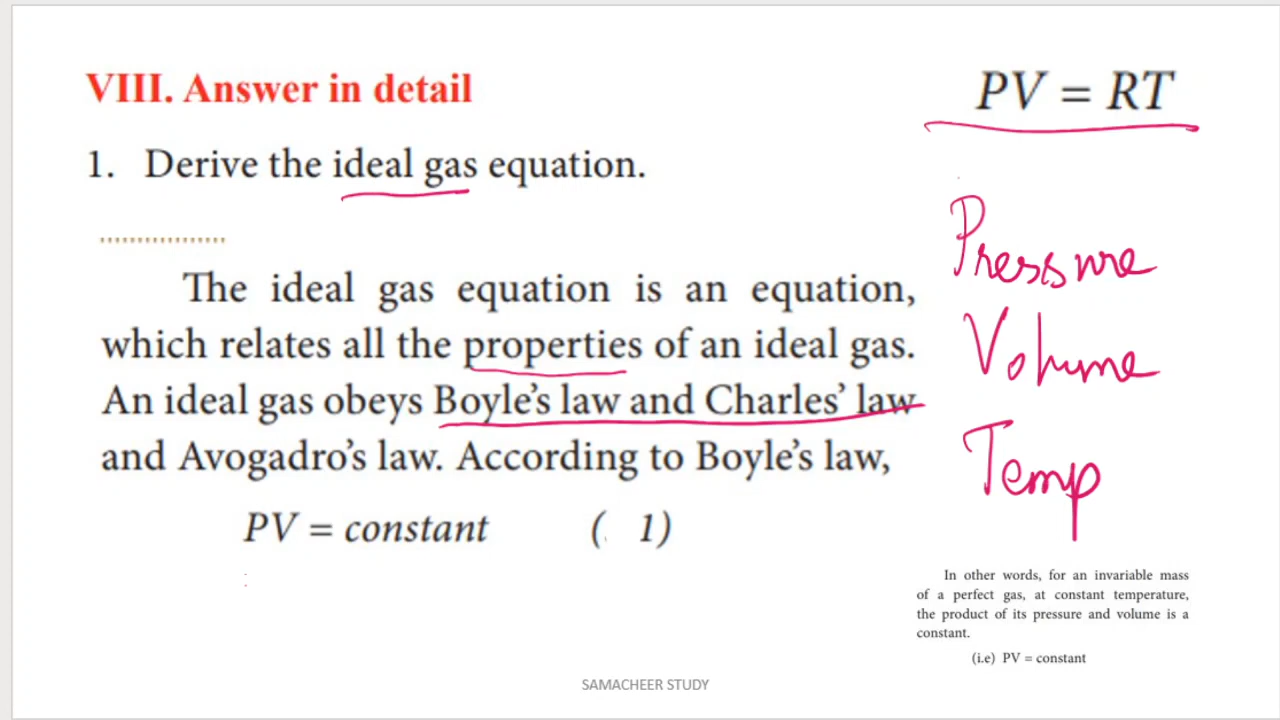 VIII. Answer in detail
1. Derive the ideal gas equation.
The ideal gas equation is an equation,
which relates all the properties of an ideal gas.
An ideal gas obeys Boyle’s law and Charles’ law
and Avogadro’s law. According to Boyle’s law,
PV = constant ( 1)
PV = RT
Pressure
Volume
Temp
In other words, for an invariable mass
of a perfect gas, at constant temperature,
the product of its pressure and volume is a
constant.
(i.e) PV = constant
SAMACHEER STUDY